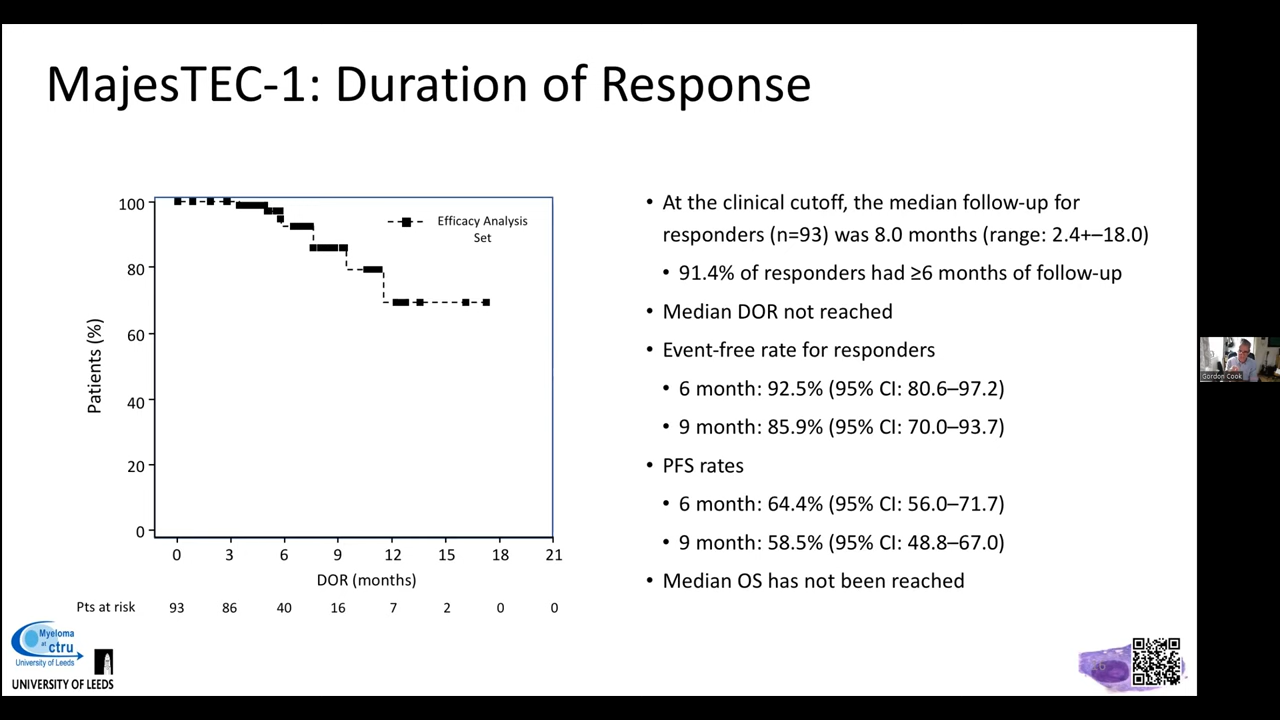 MajesTEC-1: Duration of Response
100
80
60
40
20
0
Patients (%)
Efficacy Analysis
Set
0 3 6 9 12 15 18 21
DOR (months)
Pts at risk 93 86 40 16 7 2 0 0
• At the clinical cutoff, the median follow-up for
responders (n=93) was 8.0 months (range: 2.4+–18.0)
• 91.4% of responders had ≥6 months of follow-up
• Median DOR not reached
• Event-free rate for responders
• 6 month: 92.5% (95% CI: 80.6–97.2)
• 9 month: 85.9% (95% CI: 70.0–93.7)
• PFS rates
• 6 month: 64.4% (95% CI: 56.0–71.7)
• 9 month: 58.5% (95% CI: 48.8–67.0)
• Median OS has not been reached
Myeloma
at
ctru
University of Leeds
UNIVERSITY OF LEEDS
Gordon Cook